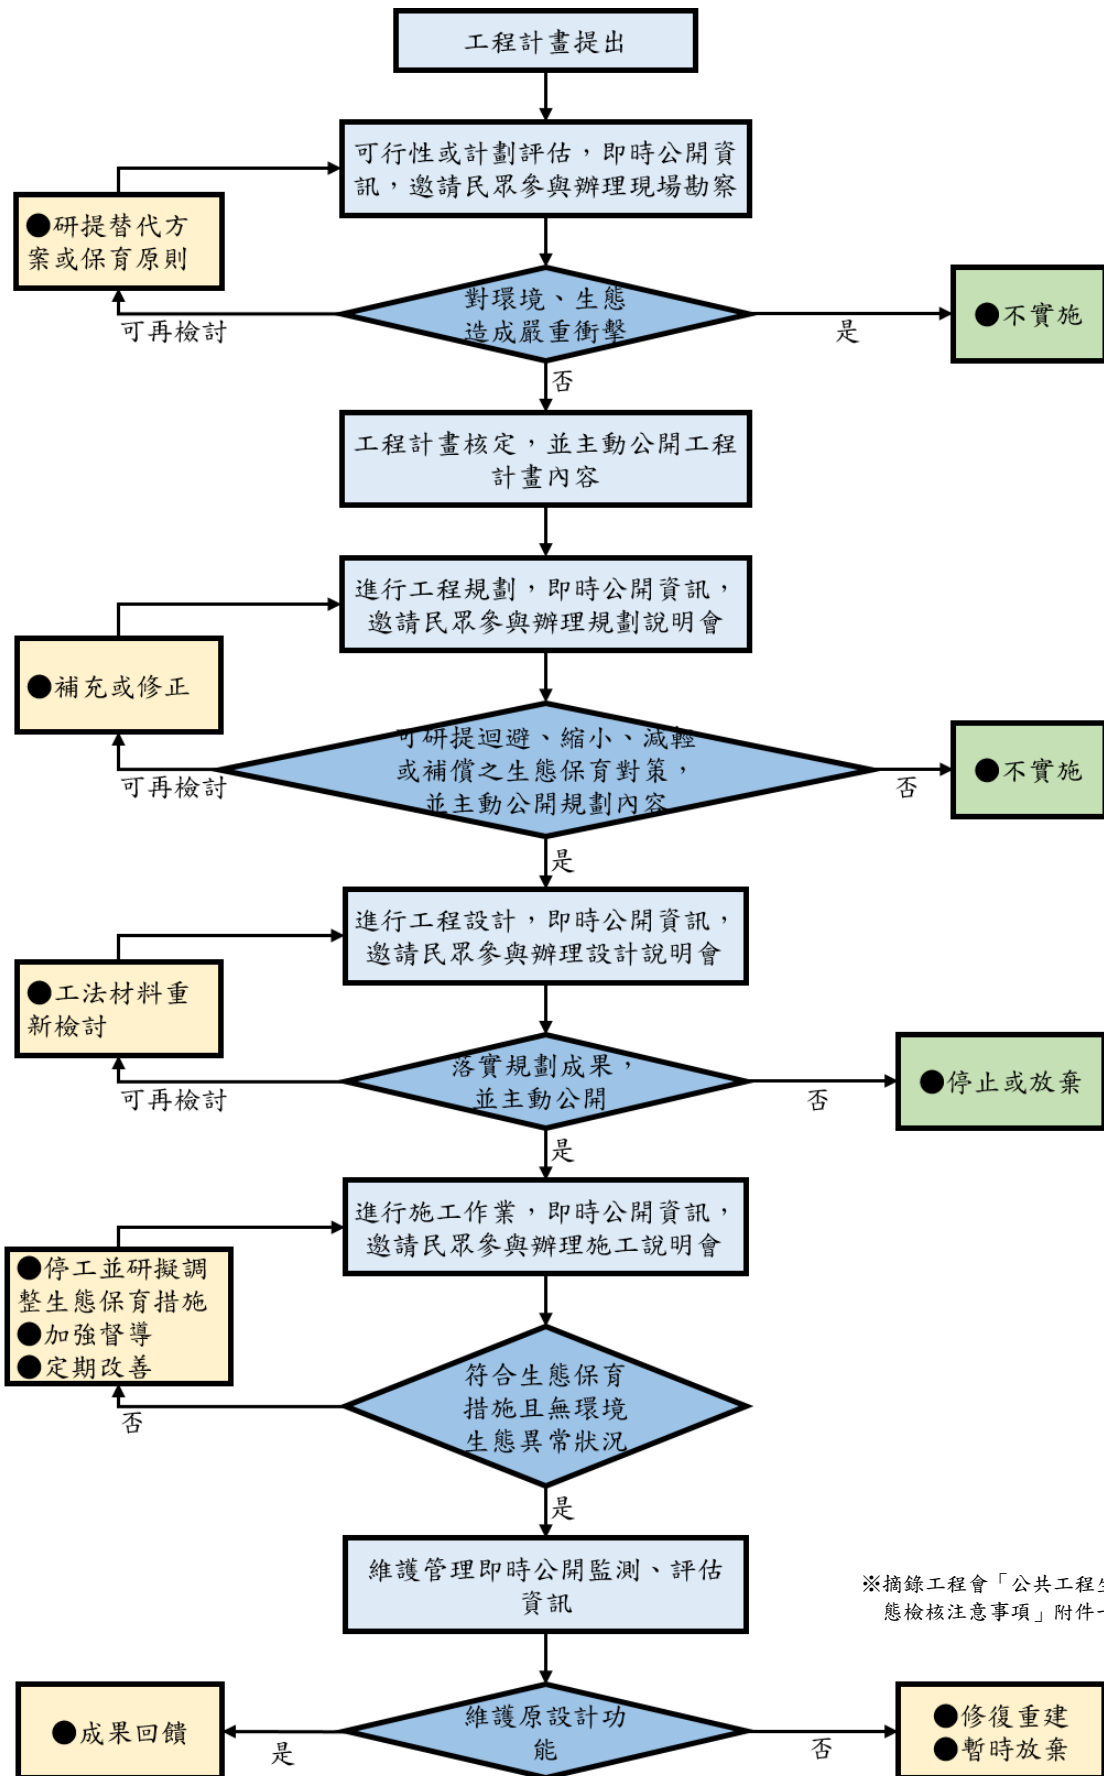 工程計畫提出
可行性或計劃評估，即時公開資
訊，邀請民眾參與辦理現場勘察
●研提替代方
案或保育原則
對環境、生態
造成嚴重衝擊
●不實施
可再檢討
是
否
工程計畫核定，並主動公開工程
計畫內容
進行工程規劃，即時公開資訊，
邀請民眾參與辦理規劃說明會
●補充或修正
可研提迴避、縮小、減輕
或補償之生態保育對策，
並主動公開規劃內容
●不實施
可再檢討
否
是
進行工程設計，即時公開資訊，
邀請民眾參與辦理設計說明會
●工法材料重
新檢討
落實規劃成果，
並主動公開
●停止或放棄
可再檢討
否
是
進行施工作業，即時公開資訊，
邀請民眾參與辦理施工說明會
●停工並研擬調
整生態保育措施
●加強督導
●定期改善
符合生態保育
措施且無環境
生態異常狀況
否
是
維護管理即時公開監測、評估
資訊
※摘錄工程會「公共工程生
態檢核注意事項」附件一
維護原設計功
能
●成果回饋
是
否
●修復重建
●暫時放棄